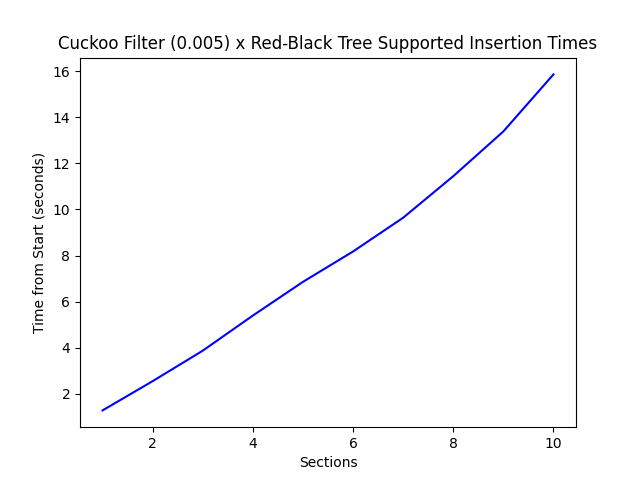 Cuckoo Filter (0.005) x Red-Black Tree Supported Insertion Times
Time from Start (seconds)
16
14
12
10
8
6
4
2
2 4 6 8 10
Sections